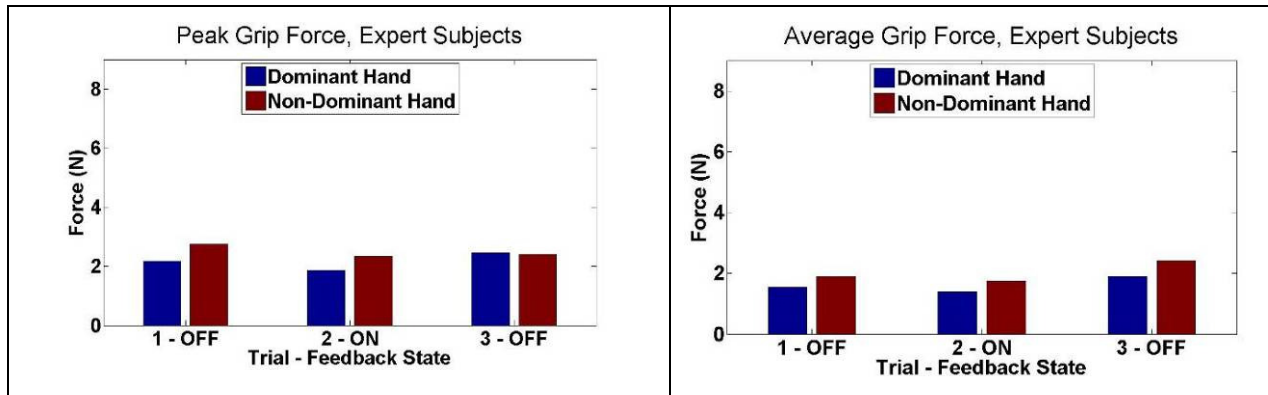 Peak Grip Force, Expert Subjects
Dominant Hand
Non-Dominant Hand
8
6
4
2
0
Force (N)
1 - OFF 2 - ON 3 - OFF
Trial - Feedback State
Average Grip Force, Expert Subjects
Dominant Hand
Non-Dominant Hand
8
6
4
2
0
Force (N)
1 - OFF 2 - ON 3 - OFF
Trial - Feedback State